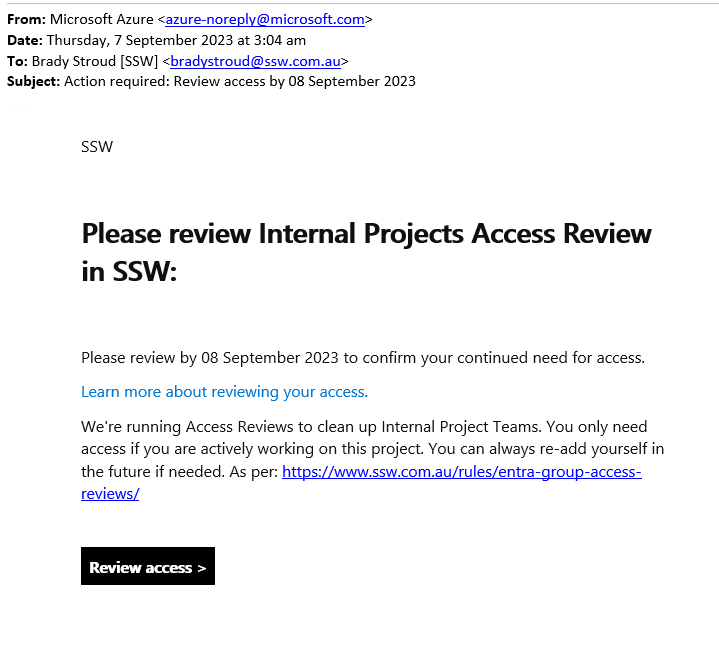 From: Microsoft Azure <azure-noreply@microsoft.com>
Date: Thursday, 7 September 2023 at 3:04 am
To: Brady Stroud [SSW] <bradystroud@ssw.com.au>
Subject: Action required: Review access by 08 September 2023
SSW
Please review Internal Projects Access Review
in SSW:
Please review by 08 September 2023 to confirm your continued need for access.
Learn more about reviewing your access.
We're running Access Reviews to clean up Internal Project Teams. You only need
access if you are actively working on this project. You can always re-add yourself in
the future if needed. As per: https://www.ssw.com.au/rules/entra-group-access-
reviews/
Review access >